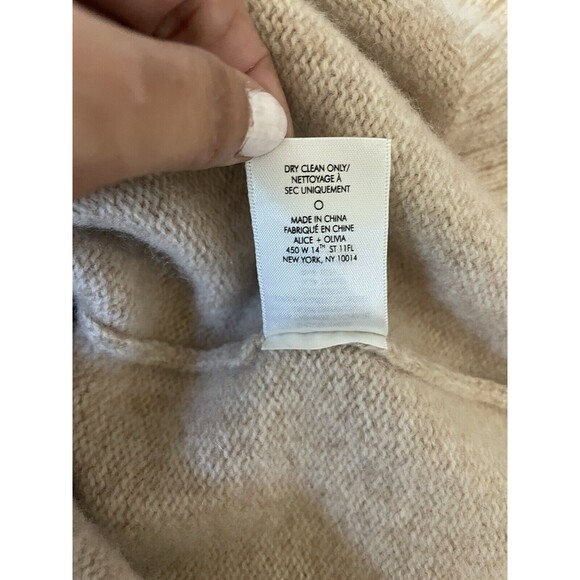 DRY CLEAN ONLY/
NETTOYAGE À
SEC UNIQUEMENT
MADE IN CHINA
FABRIQUÉ EN CHINE
ALICE + OLIVIA
450 W 14TH ST 11FL
NEW YORK, NY 10014